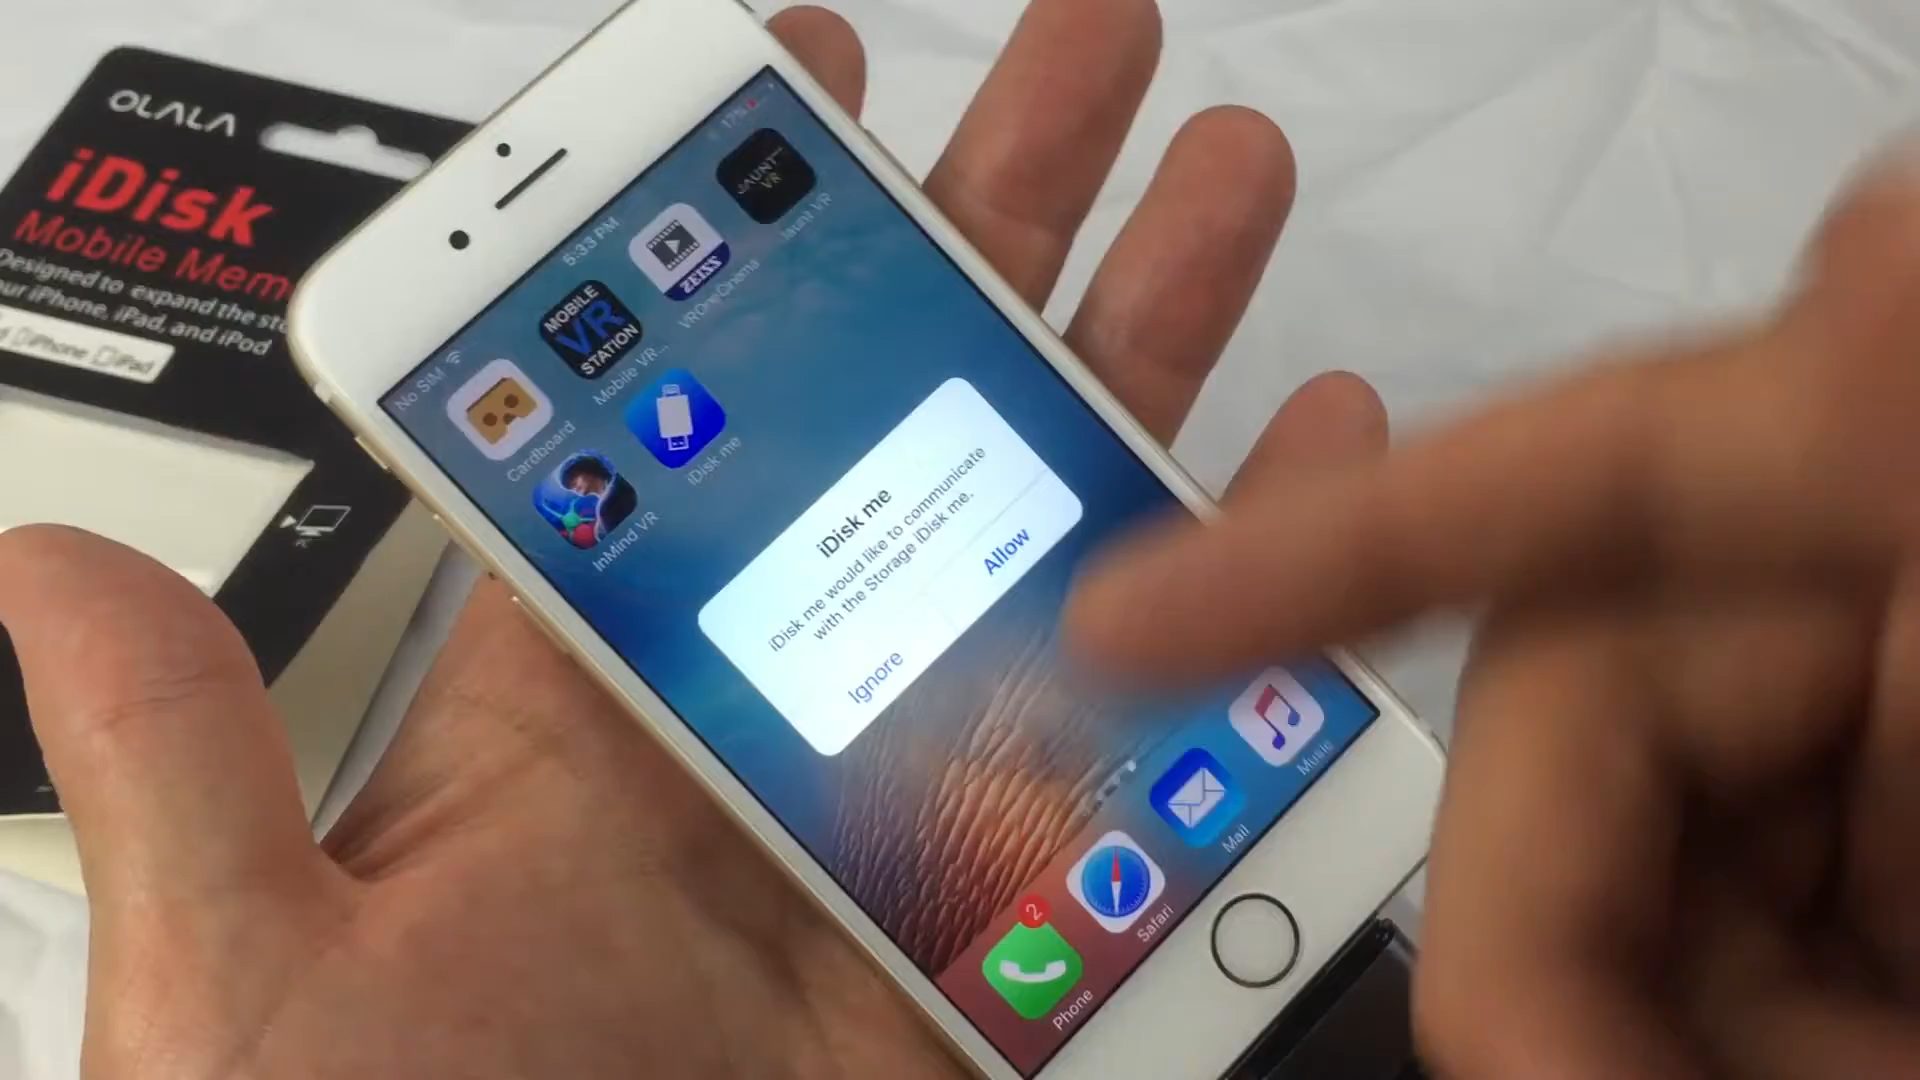 OLALA
iDisk
Mobile Mem
Designed to expand the sto
ur iPhone, iPad, and iPod
iPhone iPad
No SIM
5:33 PM
17%
Cardboard
MOBILE
VR
STATION
Mobile VR...
ZEISS
VROneCinema
JAUNT
VR
Jaunt VR
InMind VR
iDisk me
iDisk me
iDisk me would like to communicate
with the Storage iDisk me.
Ignore
Allow
2
Phone
Safari
Mail
Music